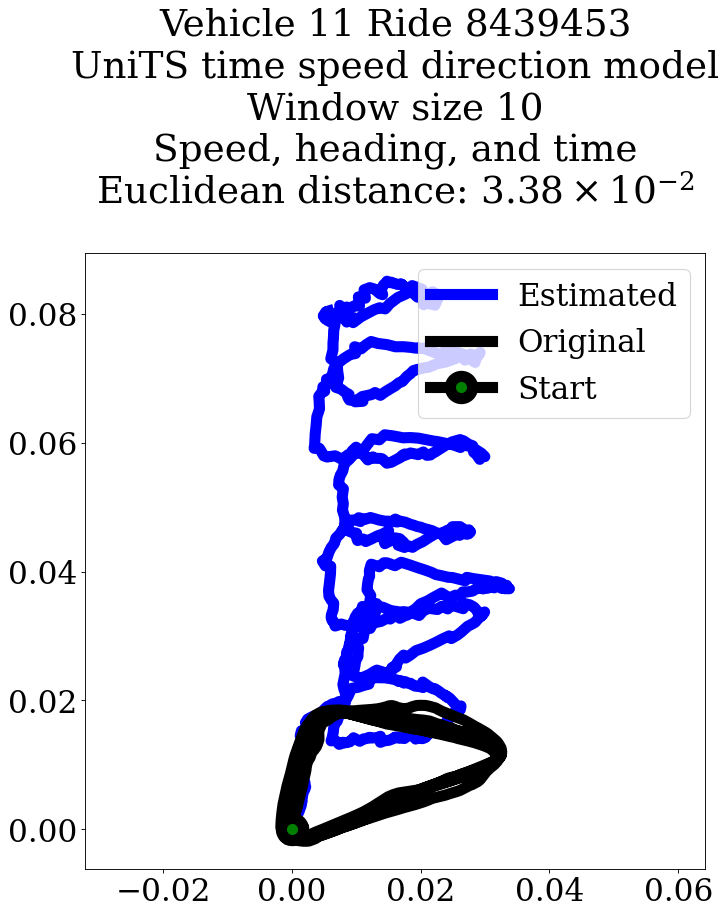 Vehicle 11 Ride 8439453
UniTS time speed direction model
Window size 10
Speed, heading, and time
Euclidean distance: 3.38 × 10⁻²
Estimated
Original
Start
0.08
0.06
0.04
0.02
0.00
−0.02 0.00 0.02 0.04 0.06